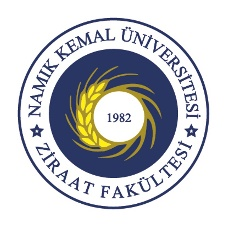 NAMIK KEMAL ÜNİVERSİTESİ
1982
ZİRAAT FAKÜLTESİ